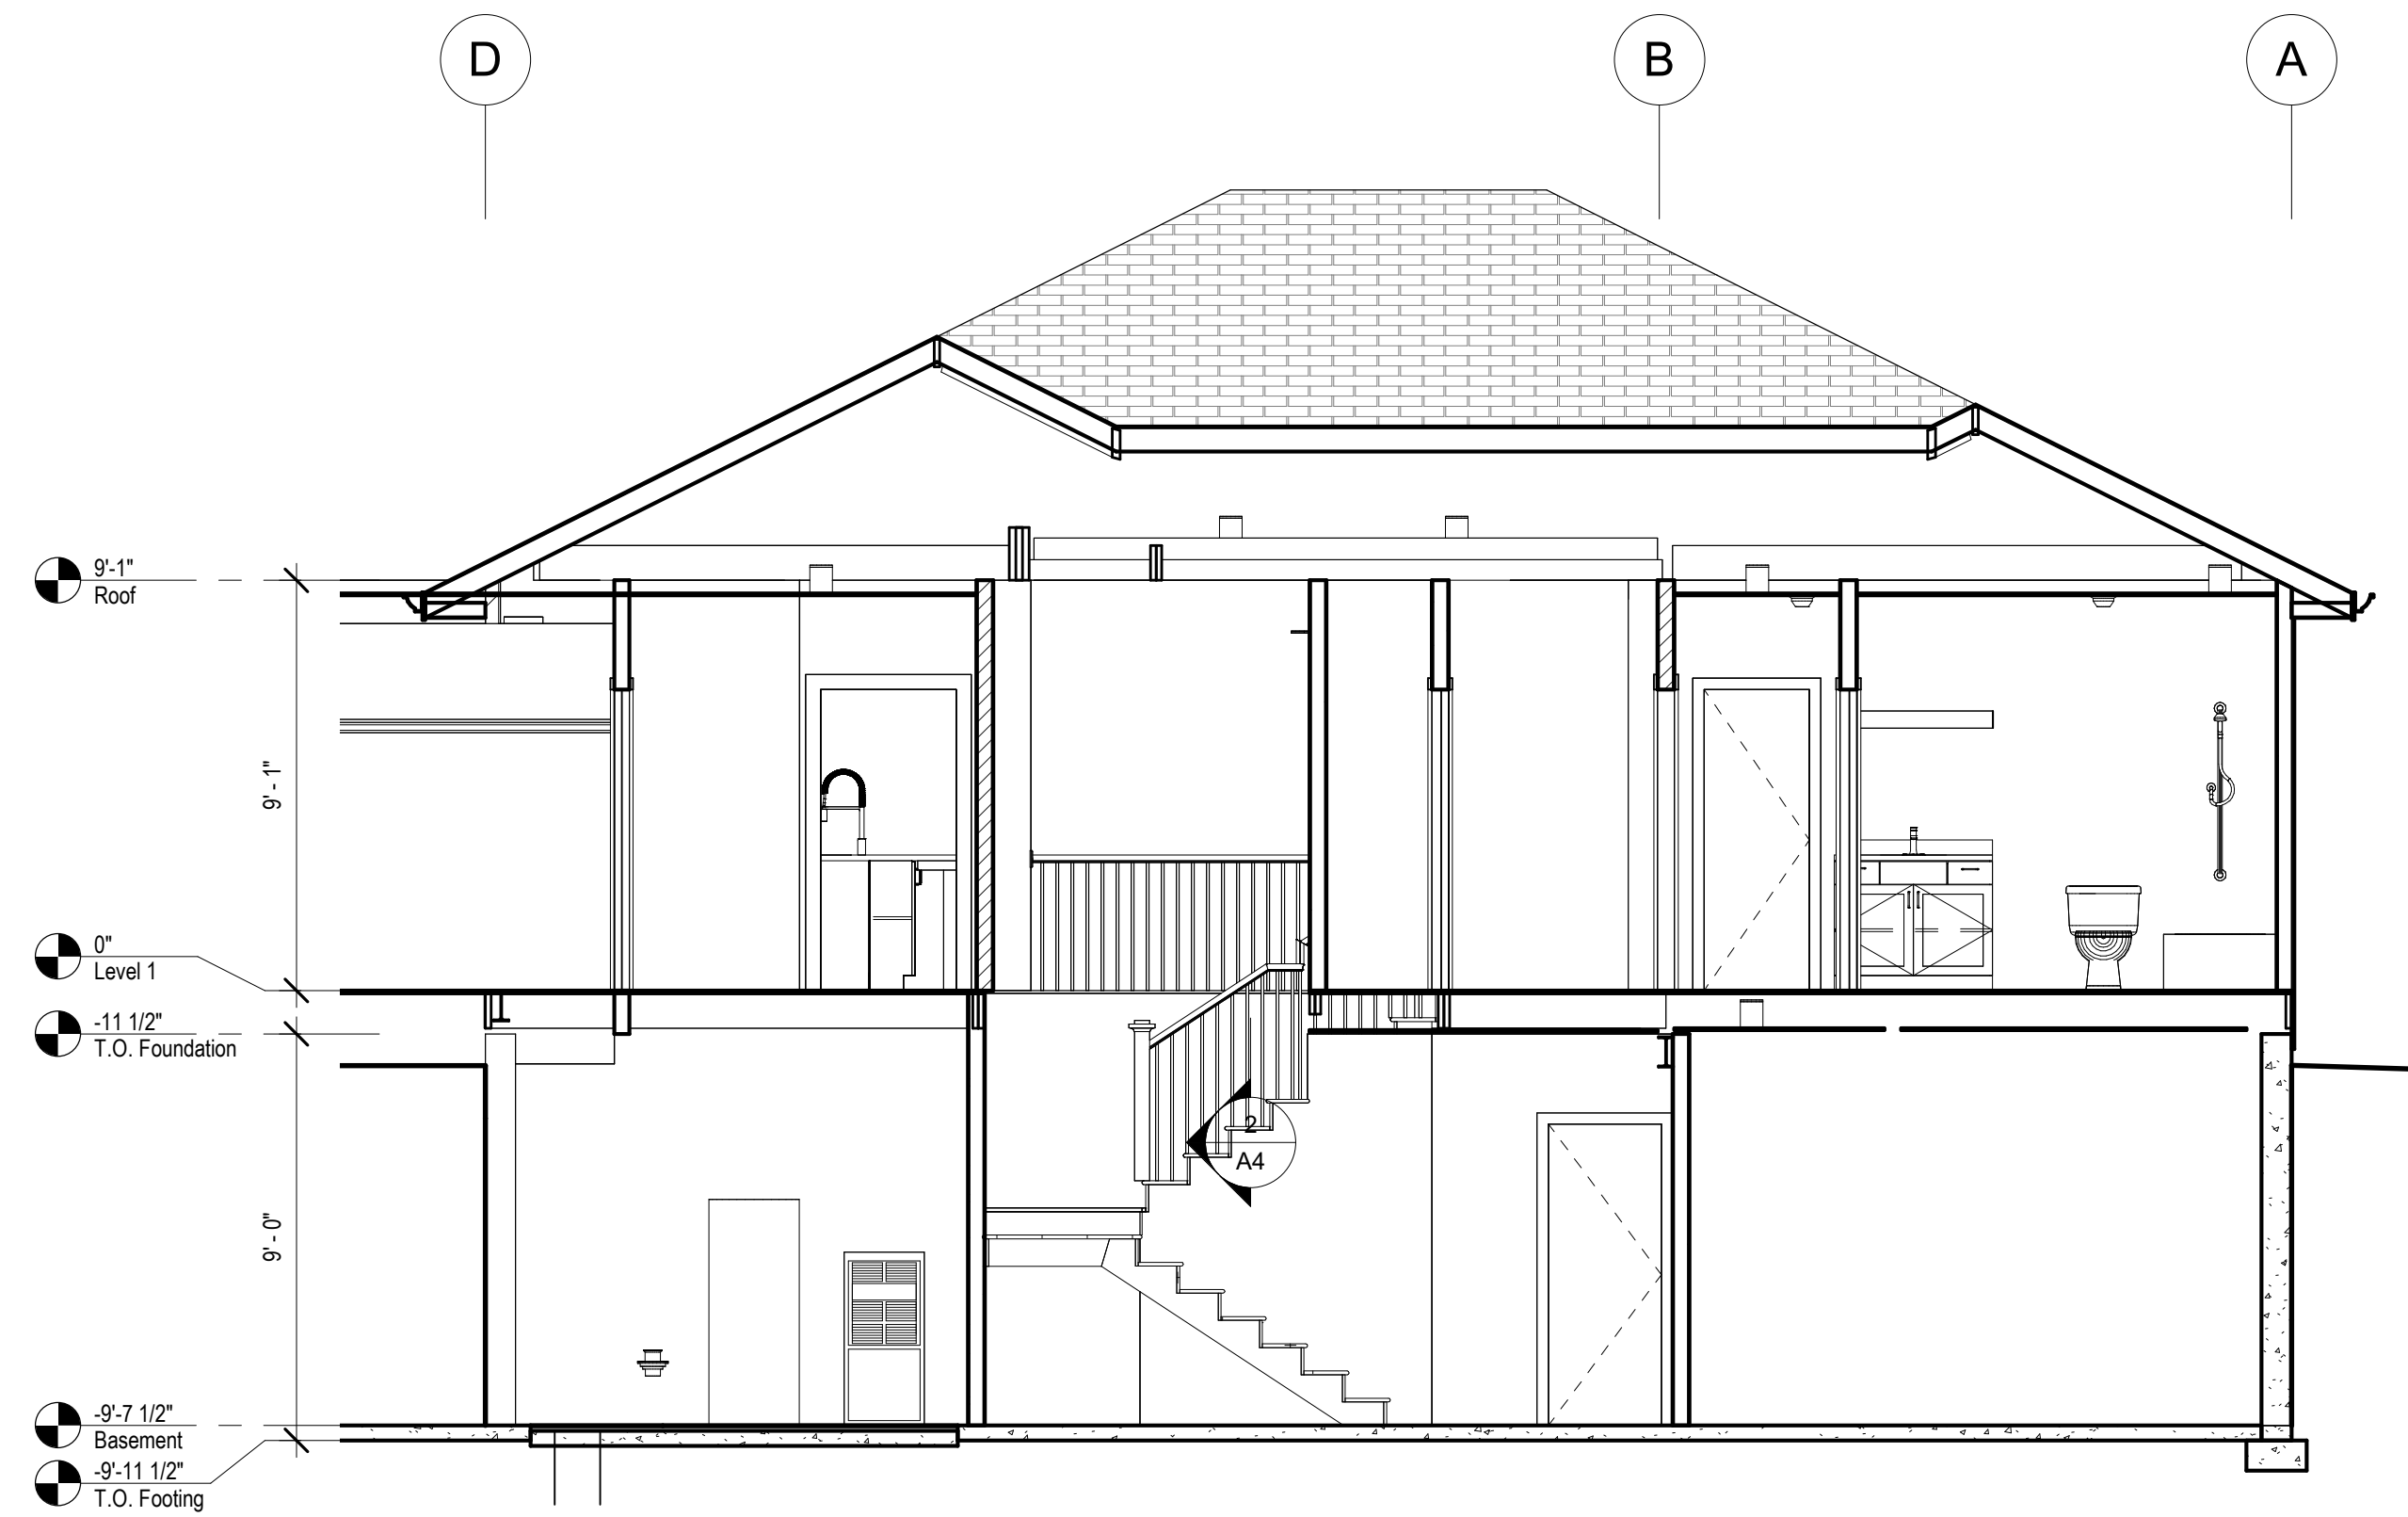 D
B
A
9'-1"
Roof
9' - 1"
0"
Level 1
-11 1/2"
T.O. Foundation
2
A4
9' - 0"
-9'-7 1/2"
Basement
-9'-11 1/2"
T.O. Footing